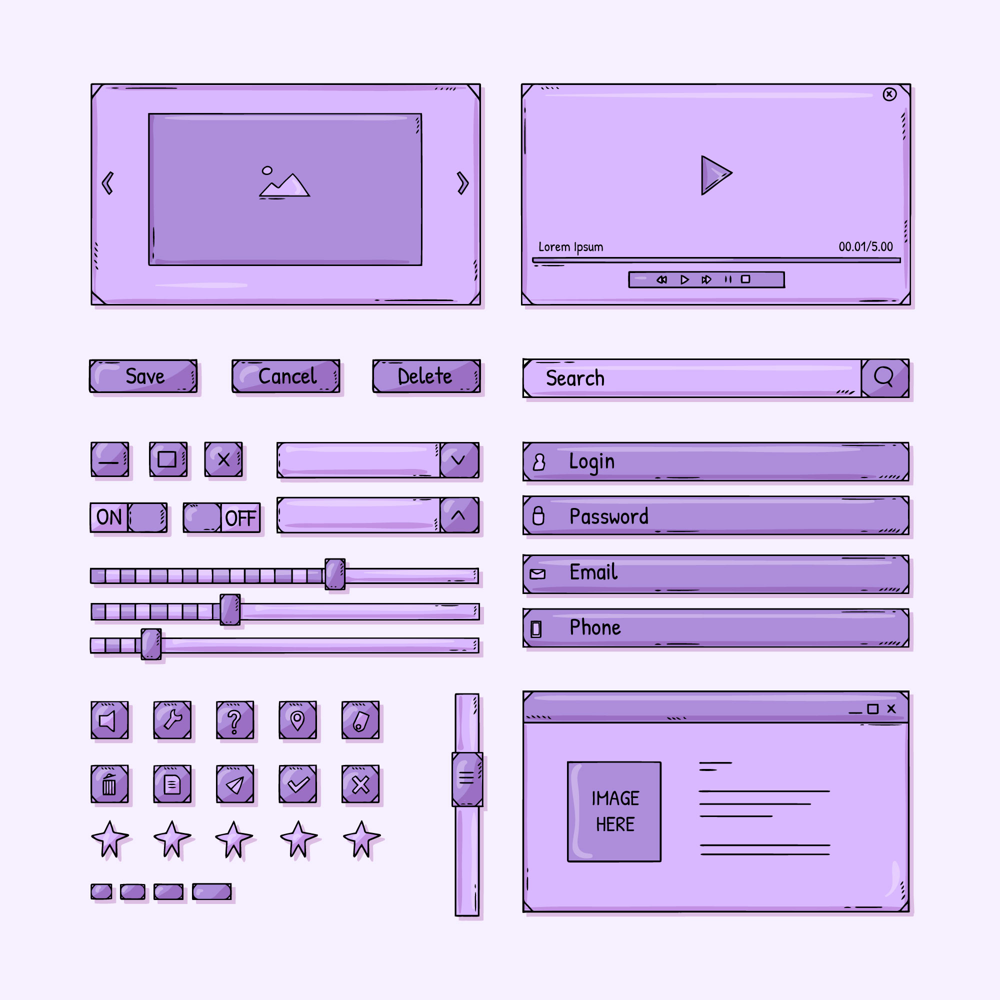 Lorem Ipsum
00.01/5.00
Save
Cancel
Delete
Search
Login
ON
OFF
Password
Email
Phone
IMAGE
HERE